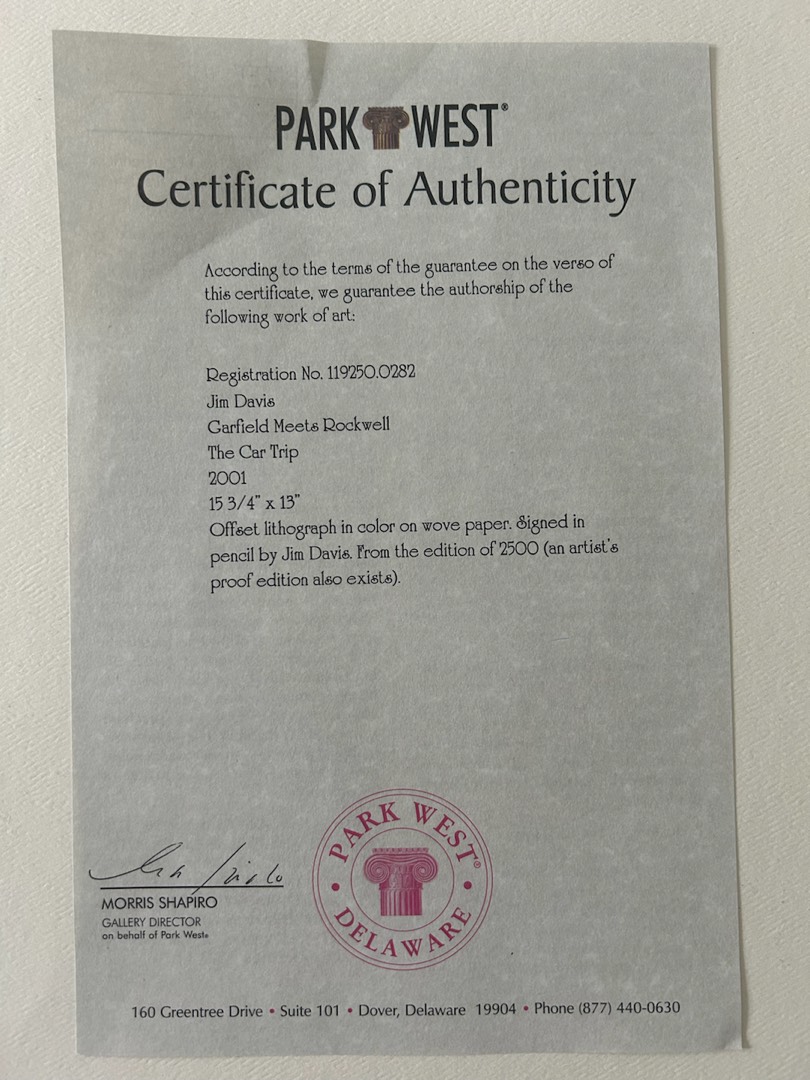 PARK WEST®
Certificate of Authenticity
According to the terms of the guarantee on the verso of
this certificate, we guarantee the authorship of the
following work of art:
Registration No. 119250.0282
Jim Davis
Garfield Meets Rockwell
The Car Trip
2001
15 3/4" x 13"
Offset lithograph in color on wove paper. Signed in
pencil by Jim Davis. From the edition of 2500 (an artist's
proof edition also exists).
MORRIS SHAPIRO
GALLERY DIRECTOR
on behalf of Park West®
PARK WEST®
• DELAWARE •
160 Greentree Drive • Suite 101 • Dover, Delaware 19904 • Phone (877) 440-0630